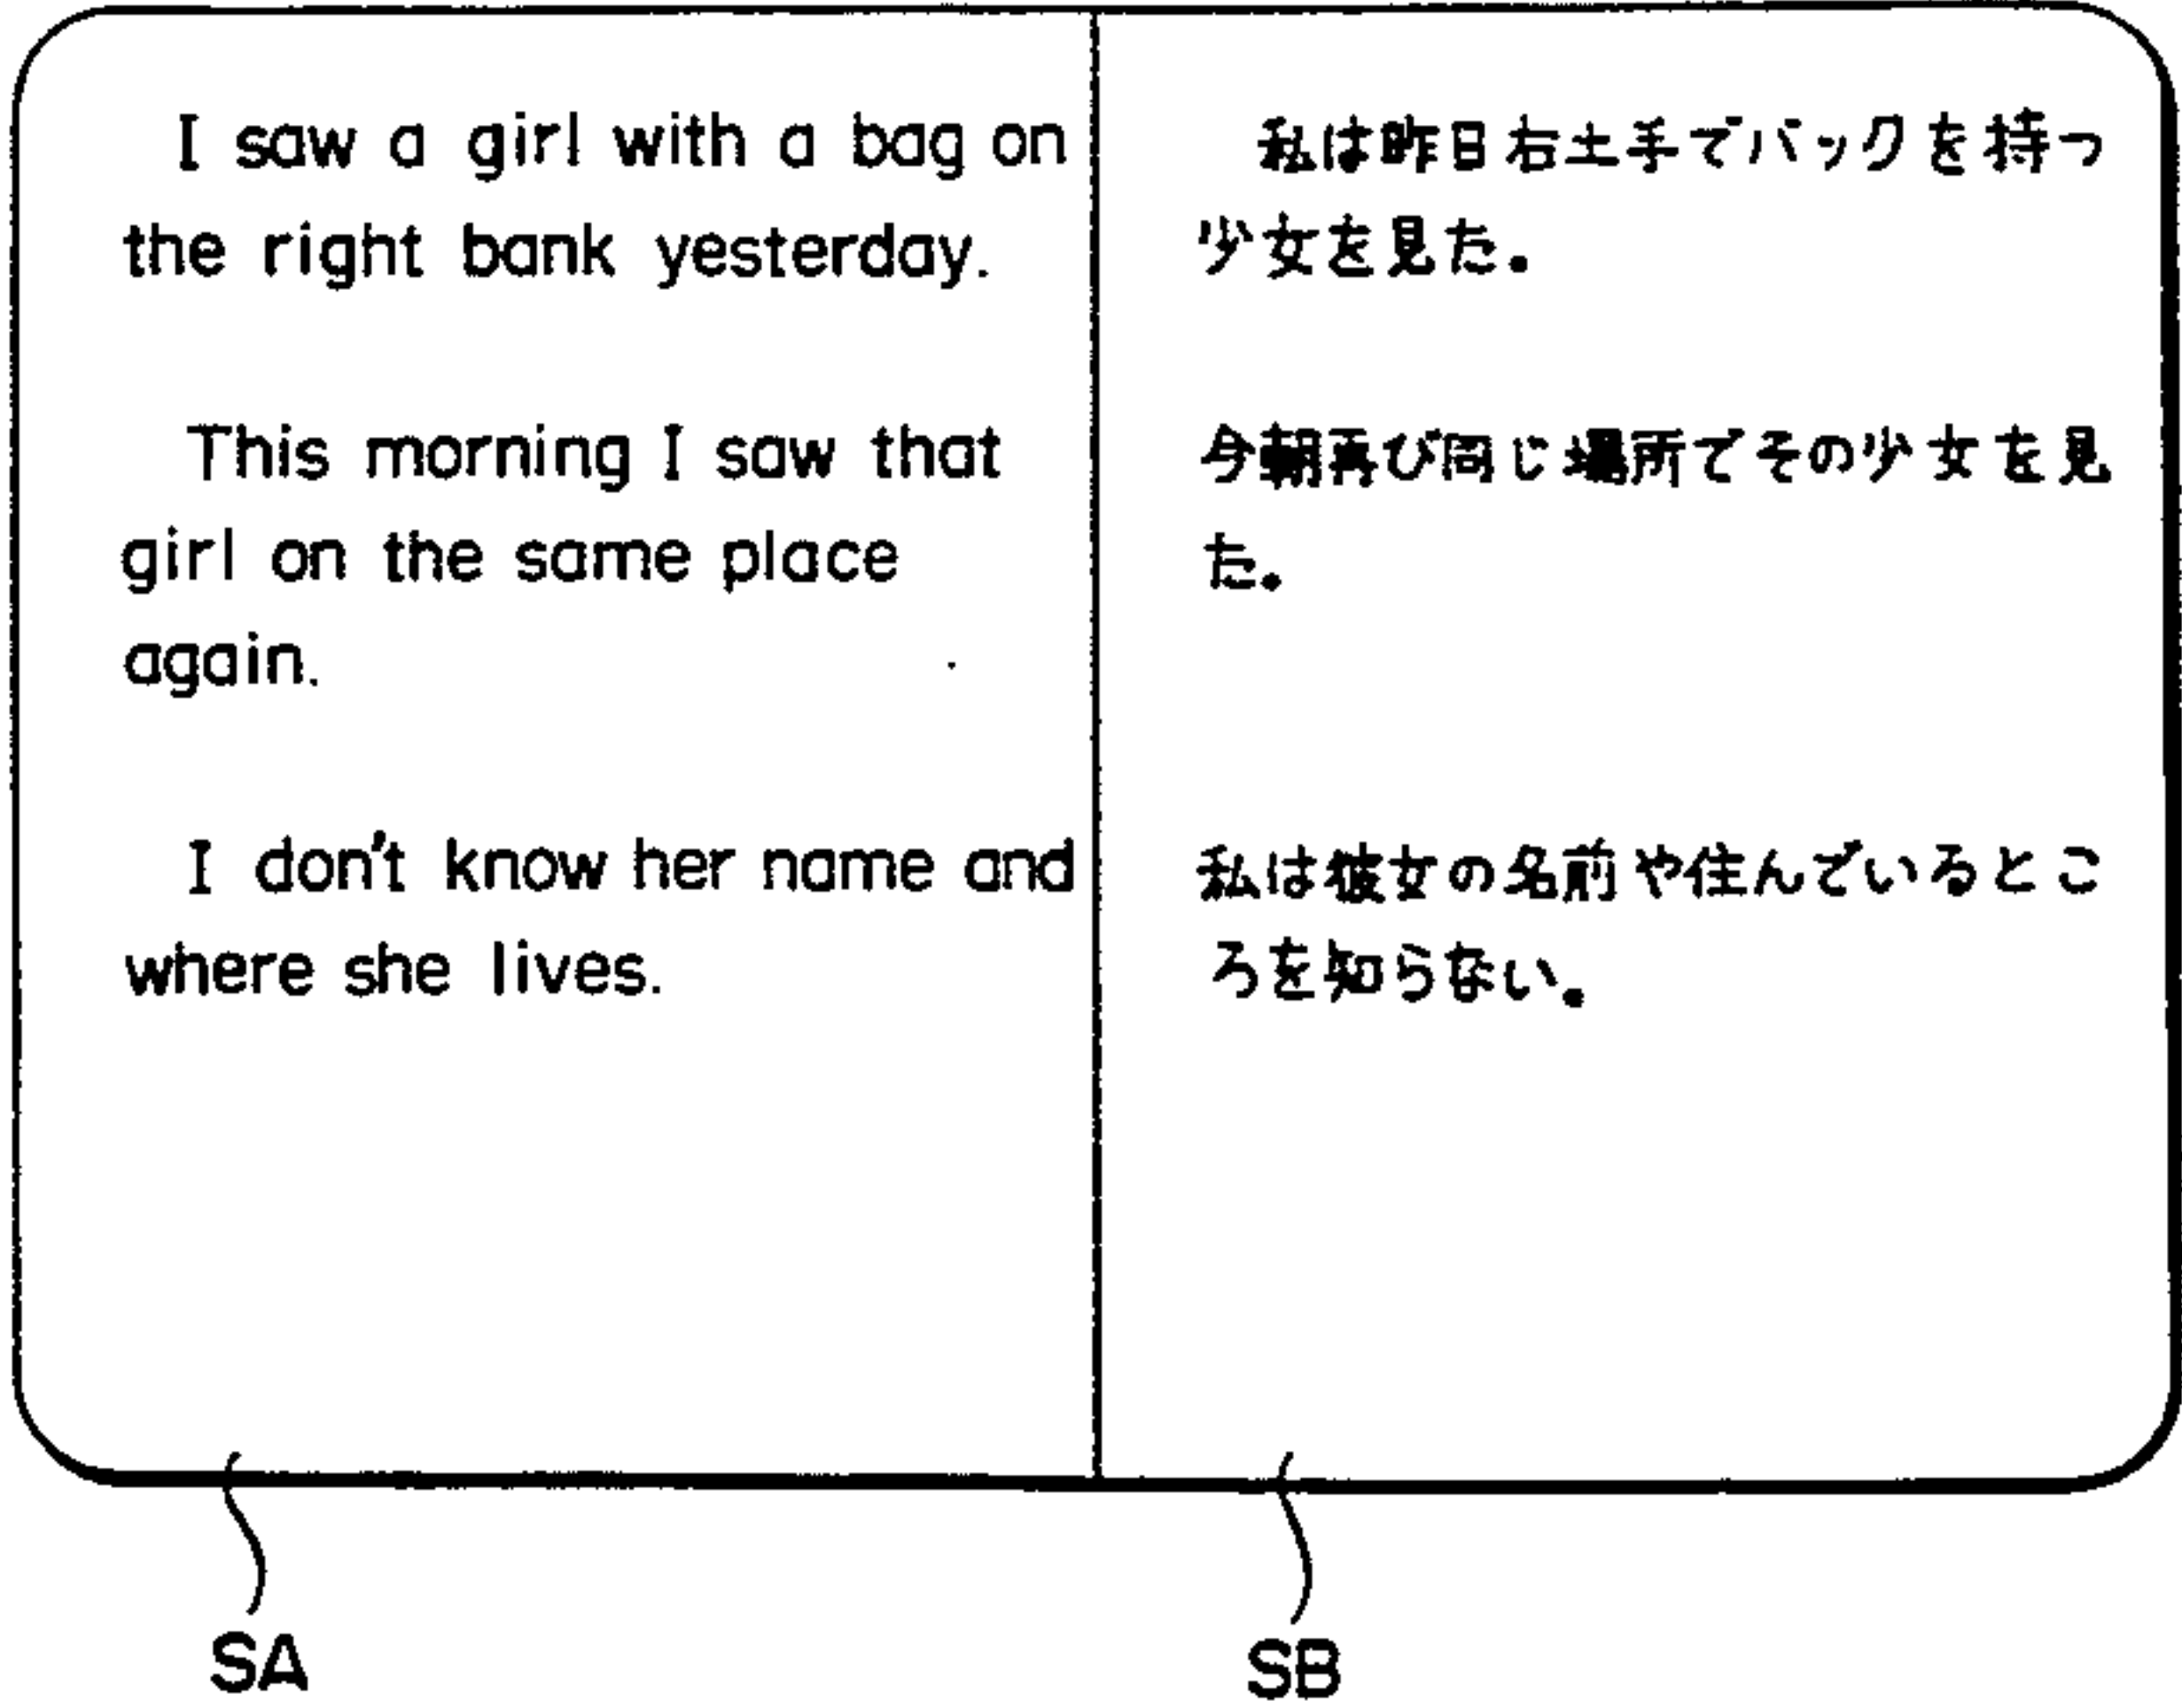 I saw a girl with a bag on
the right bank yesterday.
This morning I saw that
girl on the same place
again.
I don't know her name and
where she lives.
私は昨日右土手でバックを持つ
少女を見た。
今朝再び同じ場所でその少女を見
た。
私は彼女の名前や住んでいるとこ
ろを知らない。
SA
SB